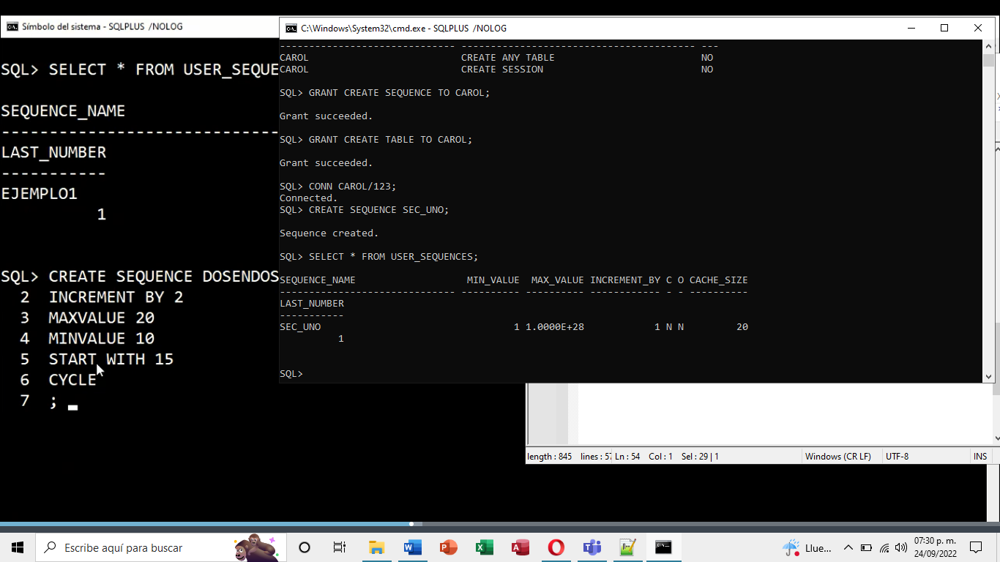 Símbolo del sistema - SQLPLUS /NOLOG
SQL> SELECT * FROM USER_SEQUE
SEQUENCE_NAME
------------------------------
LAST_NUMBER
-----------
EJEMPLO1
1
SQL> CREATE SEQUENCE DOSENDOS
2 INCREMENT BY 2
3 MAXVALUE 20
4 MINVALUE 10
5 START WITH 15
6 CYCLE
7 ;
C:\Windows\System32\cmd.exe - SQLPLUS /NOLOG
------------------------------ ---------------------------------------- ---
CAROL CREATE ANY TABLE NO
CAROL CREATE SESSION NO
SQL> GRANT CREATE SEQUENCE TO CAROL;
Grant succeeded.
SQL> GRANT CREATE TABLE TO CAROL;
Grant succeeded.
SQL> CONN CAROL/123;
Connected.
SQL> CREATE SEQUENCE SEC_UNO;
Sequence created.
SQL> SELECT * FROM USER_SEQUENCES;
SEQUENCE_NAME MIN_VALUE MAX_VALUE INCREMENT_BY C O CACHE_SIZE
------------------------------ ---------- ---------- ------------ - - ----------
LAST_NUMBER
-----------
SEC_UNO 1 1.0000E+28 1 N N 20
1
SQL>
length : 845 lines : 57 Ln : 54 Col : 1 Sel : 29 | 1 Windows (CR LF) UTF-8 INS
Escribe aquí para buscar
Llue...
07:30 p. m.
24/09/2022